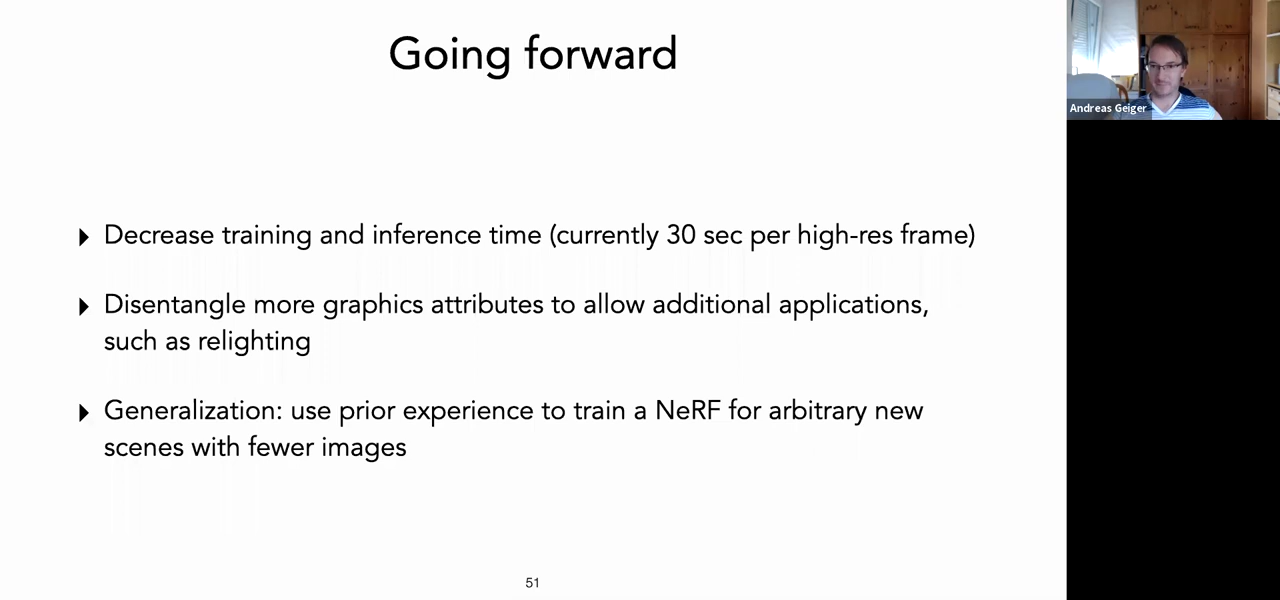 Going forward
Andreas Geiger
Decrease training and inference time (currently 30 sec per high-res frame)
Disentangle more graphics attributes to allow additional applications,
such as relighting
Generalization: use prior experience to train a NeRF for arbitrary new
scenes with fewer images
51